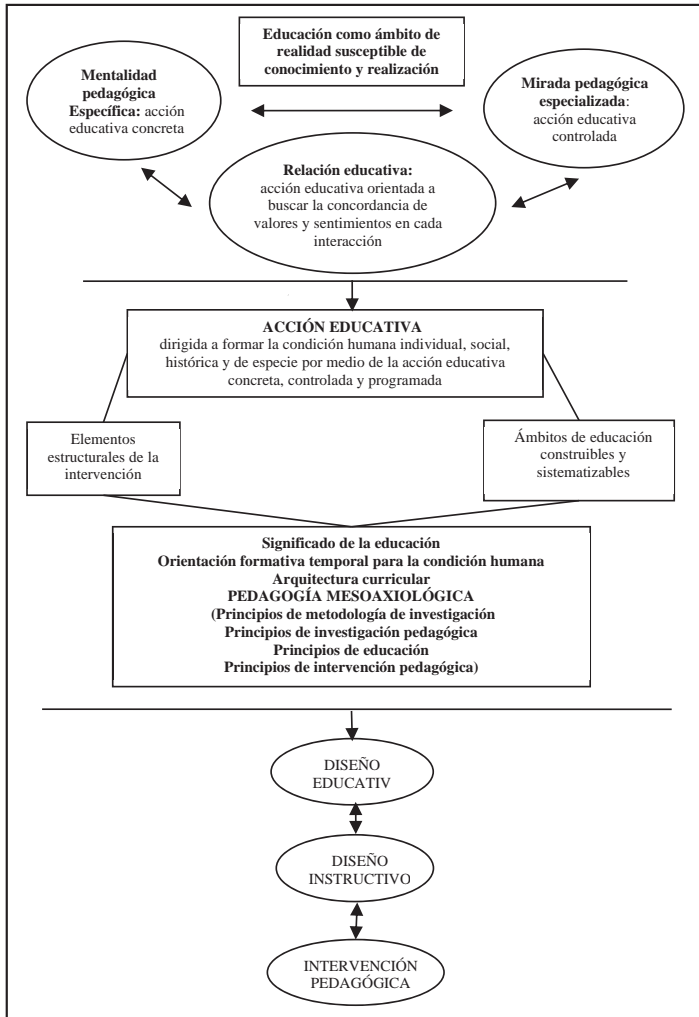 Educación como ámbito de
realidad susceptible de
conocimiento y realización
Mentalidad
pedagógica
Específica: acción
educativa concreta
Mirada pedagógica
especializada:
acción educativa
controlada
Relación educativa:
acción educativa orientada a
buscar la concordancia de
valores y sentimientos en cada
interacción
ACCIÓN EDUCATIVA
dirigida a formar la condición humana individual, social,
histórica y de especie por medio de la acción educativa
concreta, controlada y programada
Elementos
estructurales de la
intervención
Ámbitos de educación
construibles y
sistematizables
Significado de la educación
Orientación formativa temporal para la condición humana
Arquitectura curricular
PEDAGOGÍA MESOAXIOLÓGICA
(Principios de metodología de investigación
Principios de investigación pedagógica
Principios de educación
Principios de intervención pedagógica)
DISEÑO
EDUCATIV
DISEÑO
INSTRUCTIVO
INTERVENCIÓN
PEDAGÓGICA